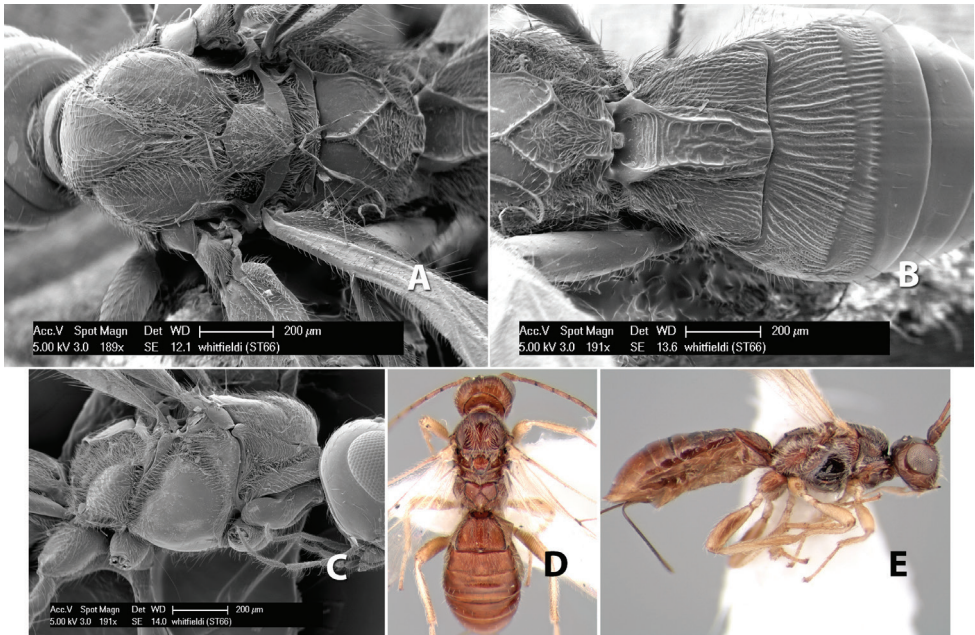 A
Acc.V Spot Magn Det WD 200 µm
5.00 kV 3.0 189x SE 12.1 whitfieldi (ST66)
B
Acc.V Spot Magn Det WD 200 µm
5.00 kV 3.0 191x SE 13.6 whitfieldi (ST66)
C
Acc.V Spot Magn Det WD 200 µm
5.00 kV 3.0 191x SE 14.0 whitfieldi (ST66)
D
E